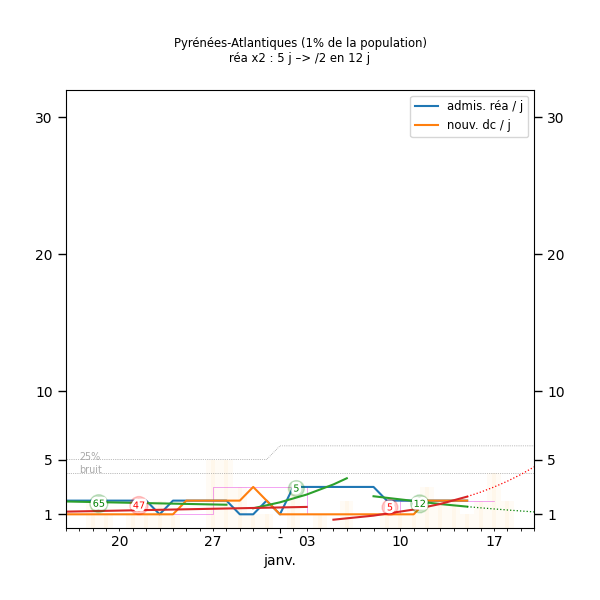 Pyrénées-Atlantiques (1% de la population)
réa x2 : 5 j –> /2 en 12 j
admis. réa / j
nouv. dc / j
30 30
20 20
10 10
5 5
1 1
25%
bruit
65 47 5 5 12
20 27 - 03 10 17
janv.